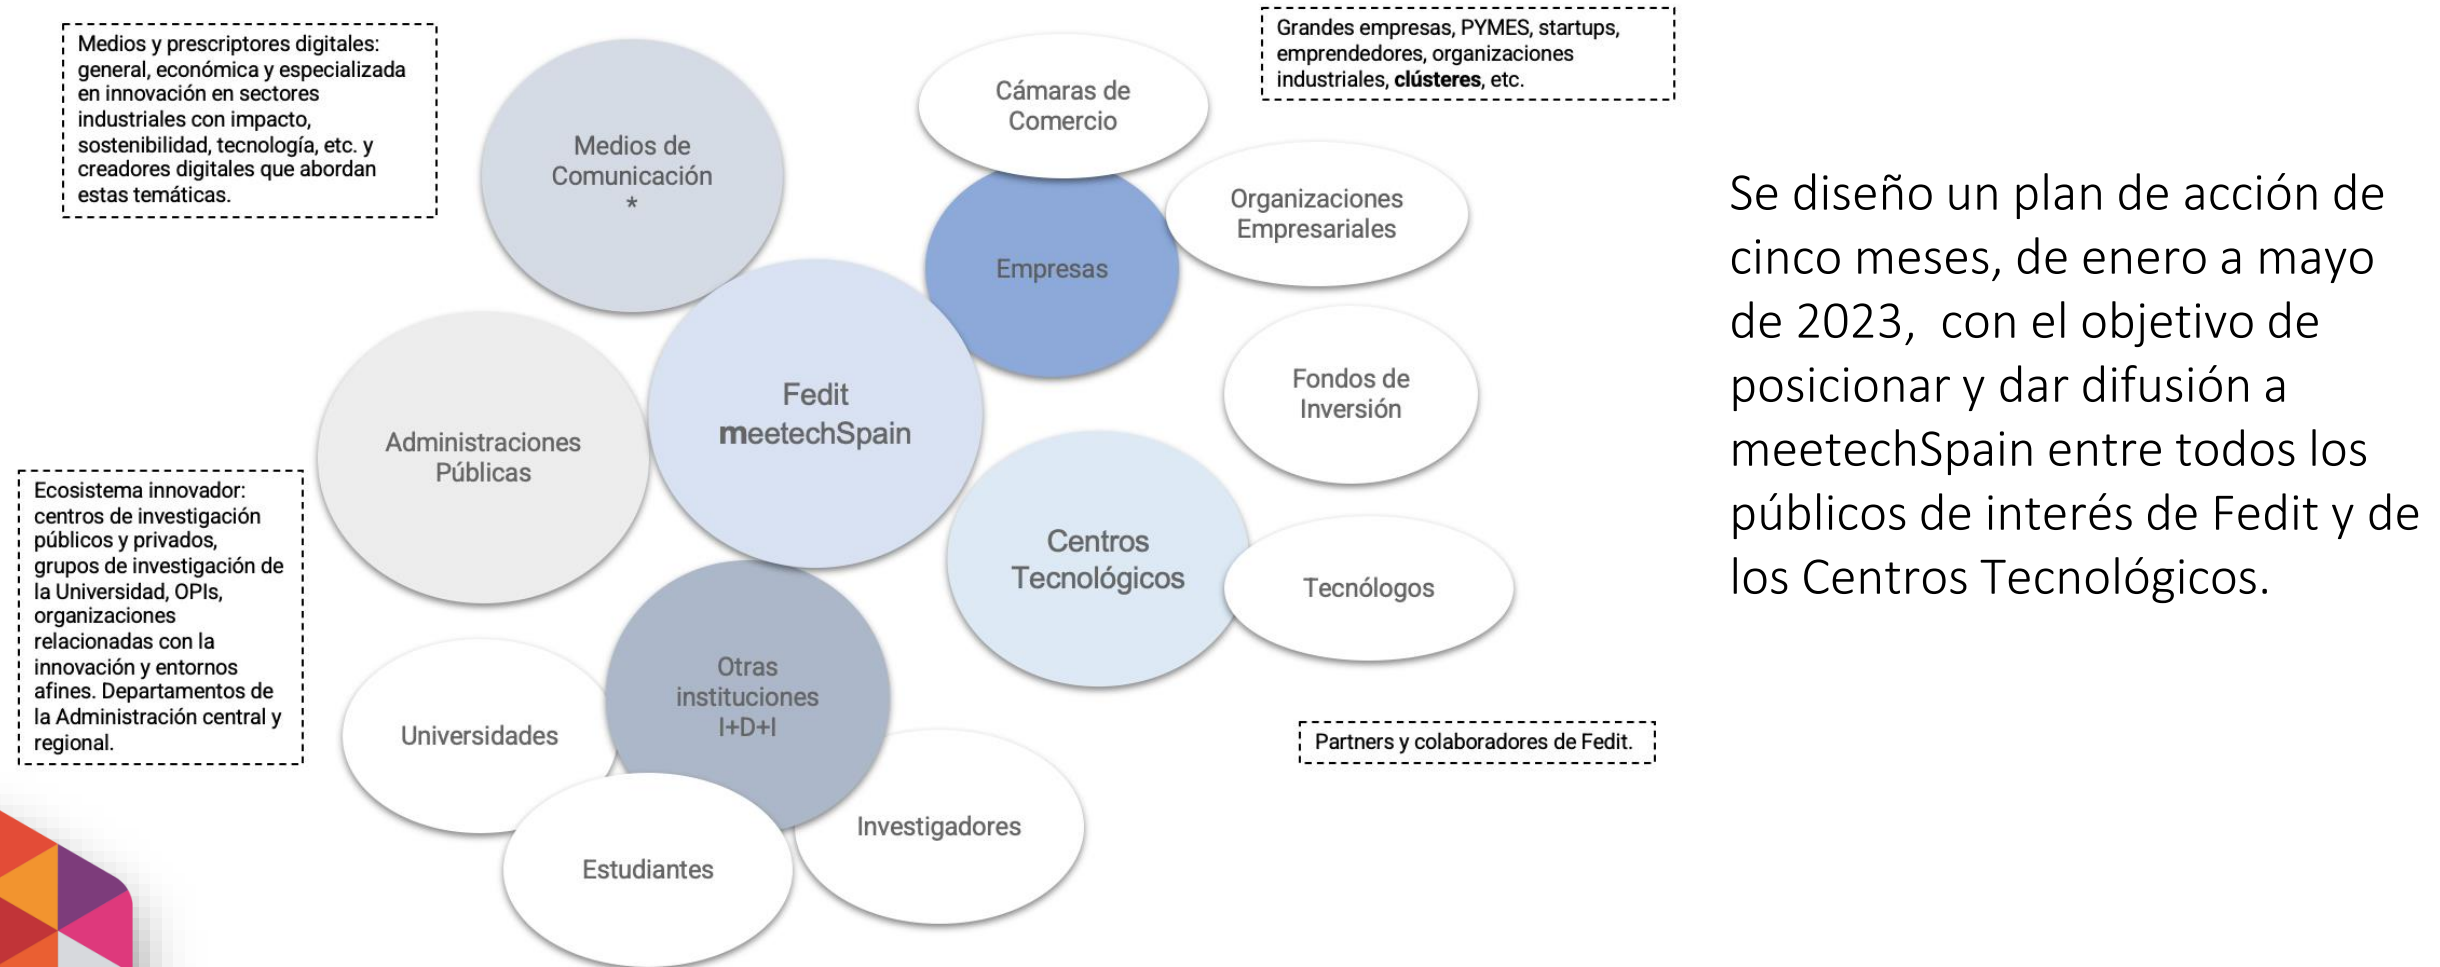 Medios y prescriptores digitales:
general, económica y especializada
en innovación en sectores
industriales con impacto,
sostenibilidad, tecnología, etc. y
creadores digitales que abordan
estas temáticas.
Medios de
Comunicación
*
Cámaras de
Comercio
Grandes empresas, PYMES, startups,
emprendedores, organizaciones
industriales, clústeres, etc.
Organizaciones
Empresariales
Empresas
Fondos de
Inversión
Fedit
meetechSpain
Administraciones
Públicas
Centros
Tecnológicos
Tecnólogos
Ecosistema innovador:
centros de investigación
públicos y privados,
grupos de investigación de
la Universidad, OPIs,
organizaciones
relacionadas con la
innovación y entornos
afines. Departamentos de
la Administración central y
regional.
Otras
instituciones
I+D+I
Universidades
Estudiantes
Investigadores
Partners y colaboradores de Fedit.
Se diseño un plan de acción de
cinco meses, de enero a mayo
de 2023,  con el objetivo de
posicionar y dar difusión a
meetechSpain entre todos los
públicos de interés de Fedit y de
los Centros Tecnológicos.